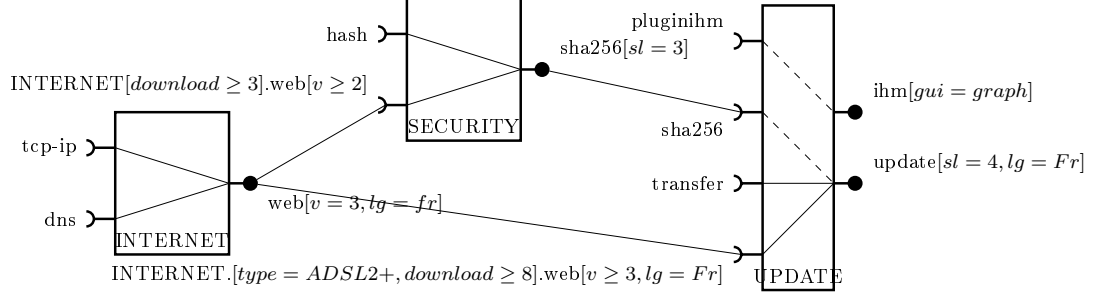 pluginihm
hash
sha256[sl = 3]
INTERNET[download ≥ 3].web[v ≥ 2]
ihm[gui = graph]
SECURITY
sha256
tcp-ip
update[sl = 4, lg = Fr]
transfer
web[v = 3, lg = fr]
dns
INTERNET
INTERNET.[type = ADSL2+, download ≥ 8].web[v ≥ 3, lg = Fr]
UPDATE